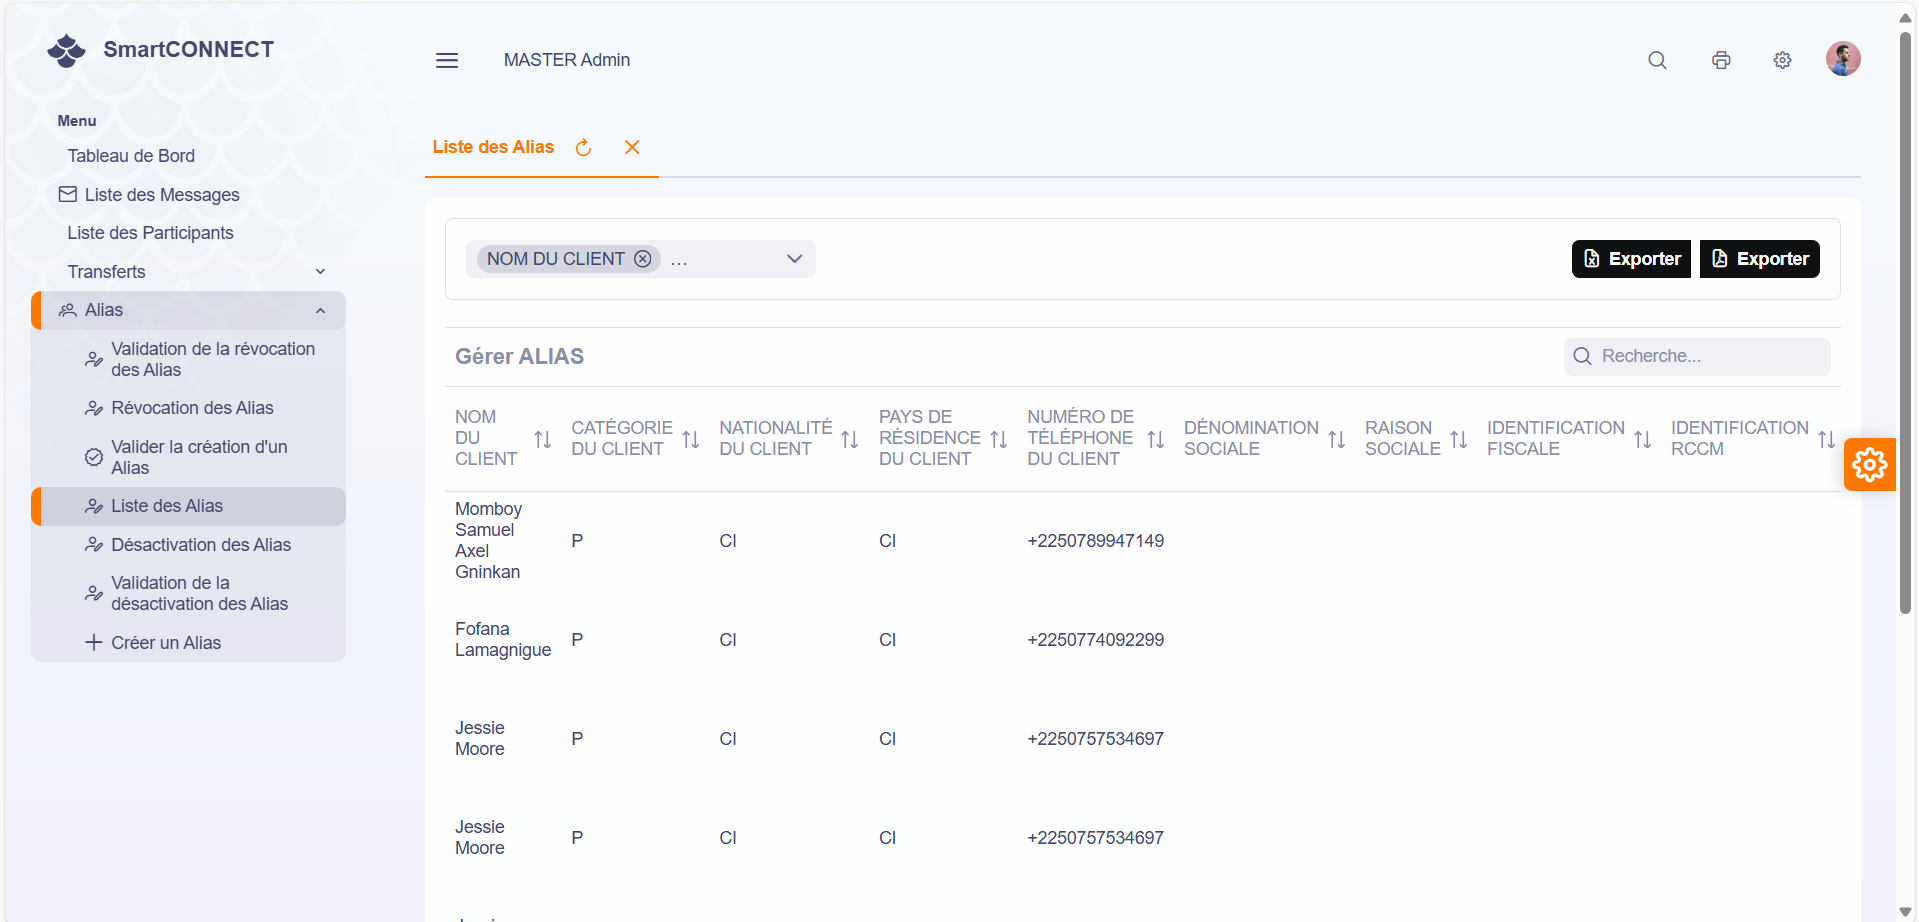 SmartCONNECT
MASTER Admin
Menu
Tableau de Bord
Liste des Messages
Liste des Participants
Transferts
Alias
Validation de la révocation
des Alias
Révocation des Alias
Valider la création d'un
Alias
Liste des Alias
Désactivation des Alias
Validation de la
désactivation des Alias
Créer un Alias
Liste des Alias
NOM DU CLIENT ...
Exporter
Exporter
Gérer ALIAS
Recherche...
NOM
DU
CLIENT
CATÉGORIE
DU CLIENT
NATIONALITÉ
DU CLIENT
PAYS DE
RÉSIDENCE
DU CLIENT
NUMÉRO DE
TÉLÉPHONE
DU CLIENT
DÉNOMINATION
SOCIALE
RAISON
SOCIALE
IDENTIFICATION
FISCALE
IDENTIFICATION
RCCM
Momboy
Samuel
Axel
Gninkan
P
CI
CI
+2250789947149
Fofana
Lamagnigue
P
CI
CI
+2250774092299
Jessie
Moore
P
CI
CI
+2250757534697
Jessie
Moore
P
CI
CI
+2250757534697